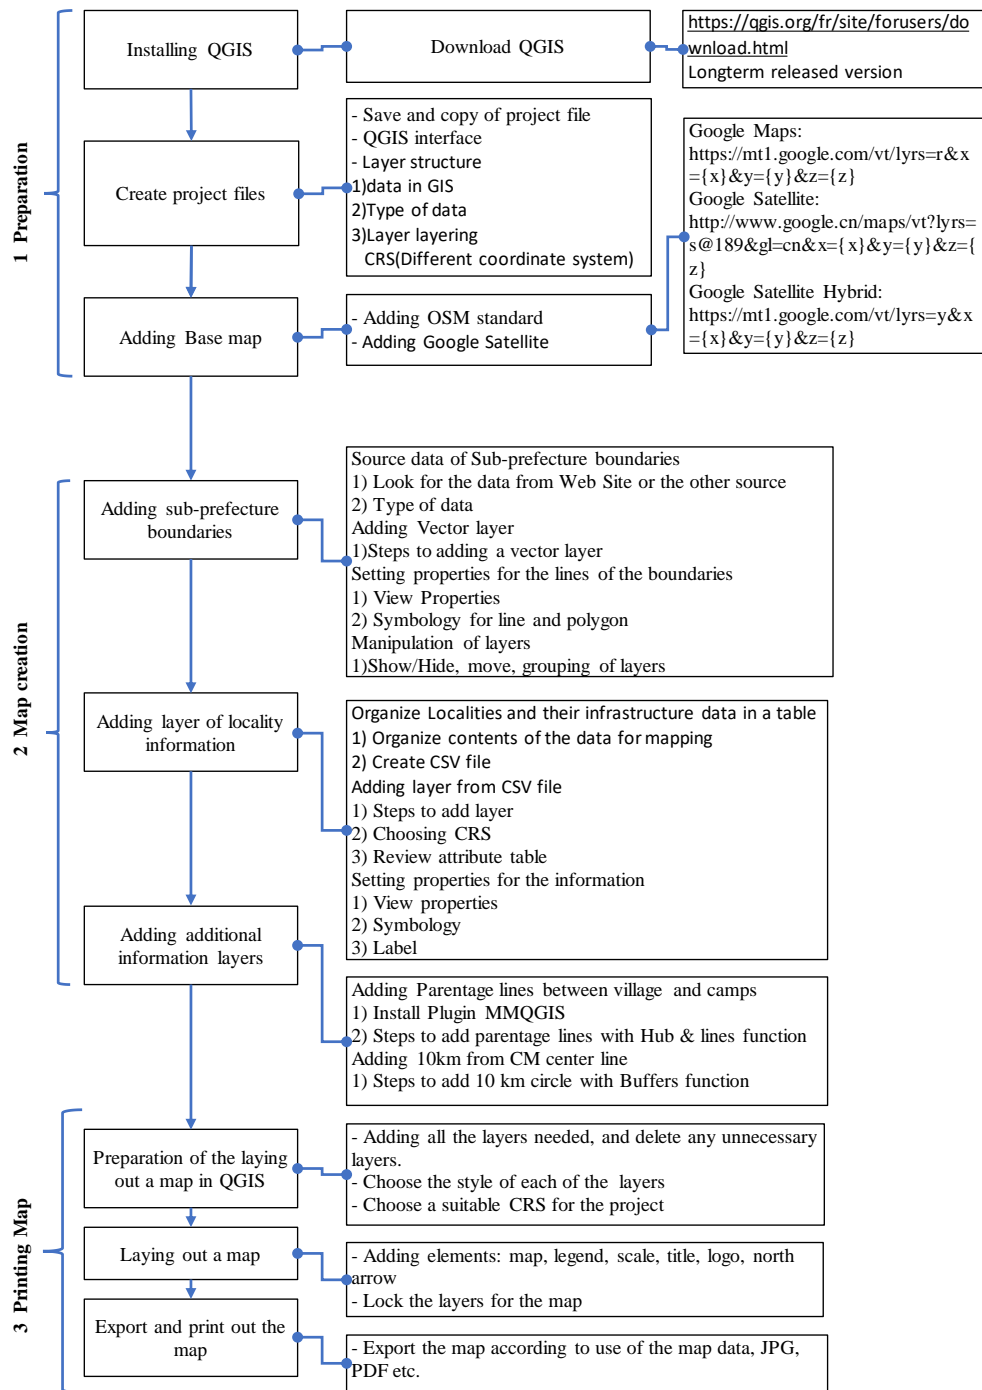 1 Preparation
Installing QGIS
Download QGIS
https://qgis.org/fr/site/forusers/do
wnload.html
Longterm released version
Create project files
- Save and copy of project file
- QGIS interface
- Layer structure
1)data in GIS
2)Type of data
3)Layer layering
CRS(Different coordinate system)
Adding Base map
- Adding OSM standard
- Adding Google Satellite
Google Maps:
https://mt1.google.com/vt/lyrs=r&x
={x}&y={y}&z={z}
Google Satellite:
http://www.google.cn/maps/vt?lyrs=
s@189&gl=cn&x={x}&y={y}&z={
z}
Google Satellite Hybrid:
https://mt1.google.com/vt/lyrs=y&x
={x}&y={y}&z={z}
2 Map creation
Adding sub-prefecture
boundaries
Source data of Sub-prefecture boundaries
1) Look for the data from Web Site or the other source
2) Type of data
Adding Vector layer
1)Steps to adding a vector layer
Setting properties for the lines of the boundaries
1) View Properties
2) Symbology for line and polygon
Manipulation of layers
1)Show/Hide, move, grouping of layers
Adding layer of locality
information
Organize Localities and their infrastructure data in a table
1) Organize contents of the data for mapping
2) Create CSV file
Adding layer from CSV file
1) Steps to add layer
2) Choosing CRS
3) Review attribute table
Setting properties for the information
1) View properties
2) Symbology
3) Label
Adding additional
information layers
Adding Parentage lines between village and camps
1) Install Plugin MMQGIS
2) Steps to add parentage lines with Hub & lines function
Adding 10km from CM center line
1) Steps to add 10 km circle with Buffers function
3 Printing Map
Preparation of the laying
out a map in QGIS
- Adding all the layers needed, and delete any unnecessary
layers.
- Choose the style of each of the layers
- Choose a suitable CRS for the project
Laying out a map
- Adding elements: map, legend, scale, title, logo, north
arrow
- Lock the layers for the map
Export and print out the
map
- Export the map according to use of the map data, JPG,
PDF etc.